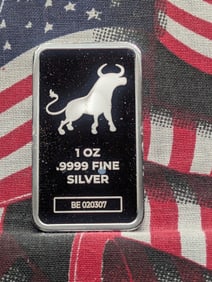 1 OZ
.9999 FINE
SILVER
BE 020307